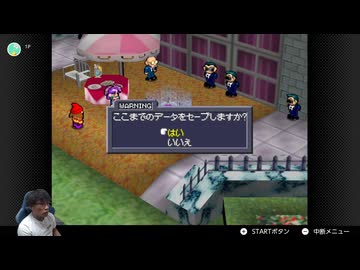 1P
WARNING
ここまでのデータをセーブしますか?
はい
いいえ
STARTボタン
中断メニュー